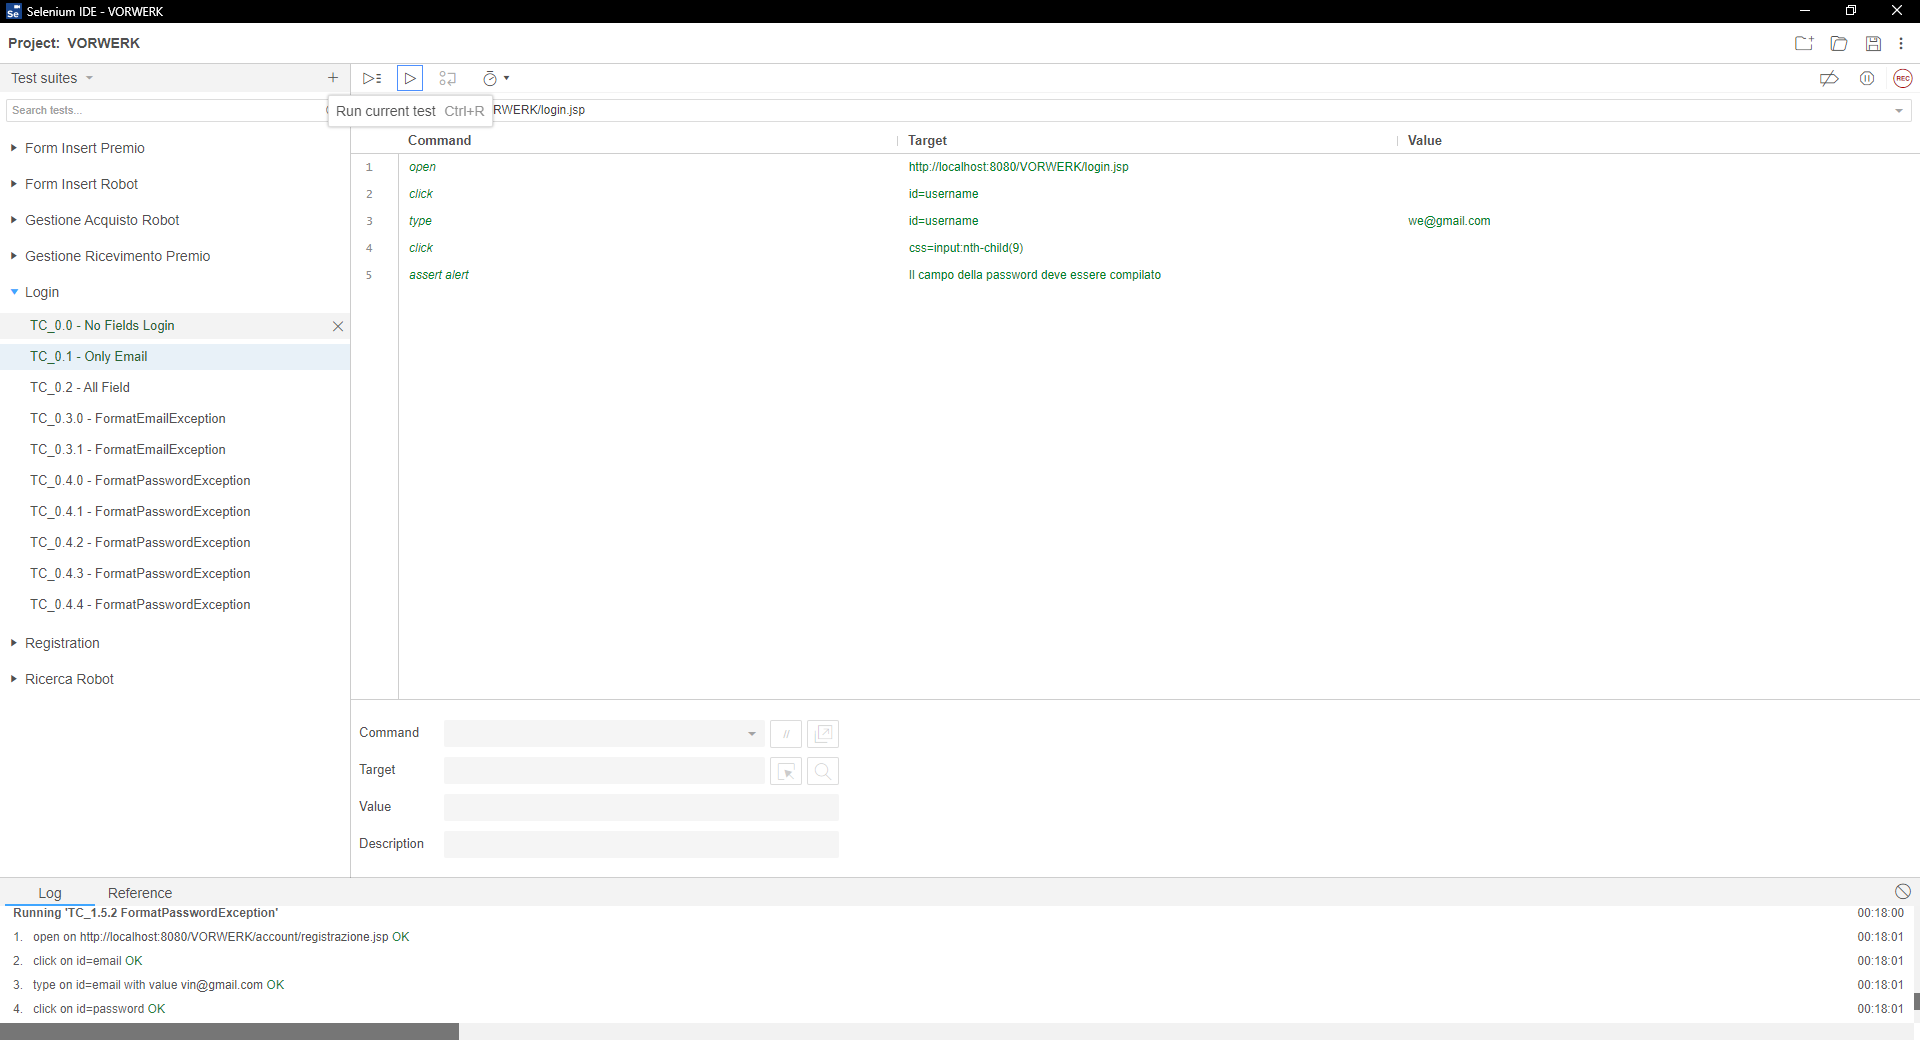 Se Selenium IDE - VORWERK
Project: VORWERK
Test suites
Search tests...
Run current test Ctrl+R
RWERK/login.jsp
REC
Form Insert Premio
Form Insert Robot
Gestione Acquisto Robot
Gestione Ricevimento Premio
Login
TC_0.0 - No Fields Login
TC_0.1 - Only Email
TC_0.2 - All Field
TC_0.3.0 - FormatEmailException
TC_0.3.1 - FormatEmailException
TC_0.4.0 - FormatPasswordException
TC_0.4.1 - FormatPasswordException
TC_0.4.2 - FormatPasswordException
TC_0.4.3 - FormatPasswordException
TC_0.4.4 - FormatPasswordException
Registration
Ricerca Robot
Command Target Value
1 open http://localhost:8080/VORWERK/login.jsp
2 click id=username
3 type id=username we@gmail.com
4 click css=input:nth-child(9)
5 assert alert Il campo della password deve essere compilato
Command //
Target
Value
Description
Log Reference
Running 'TC_1.5.2 FormatPasswordException' 00:18:00
1. open on http://localhost:8080/VORWERK/account/registrazione.jsp OK 00:18:01
2. click on id=email OK 00:18:01
3. type on id=email with value vin@gmail.com OK 00:18:01
4. click on id=password OK 00:18:01